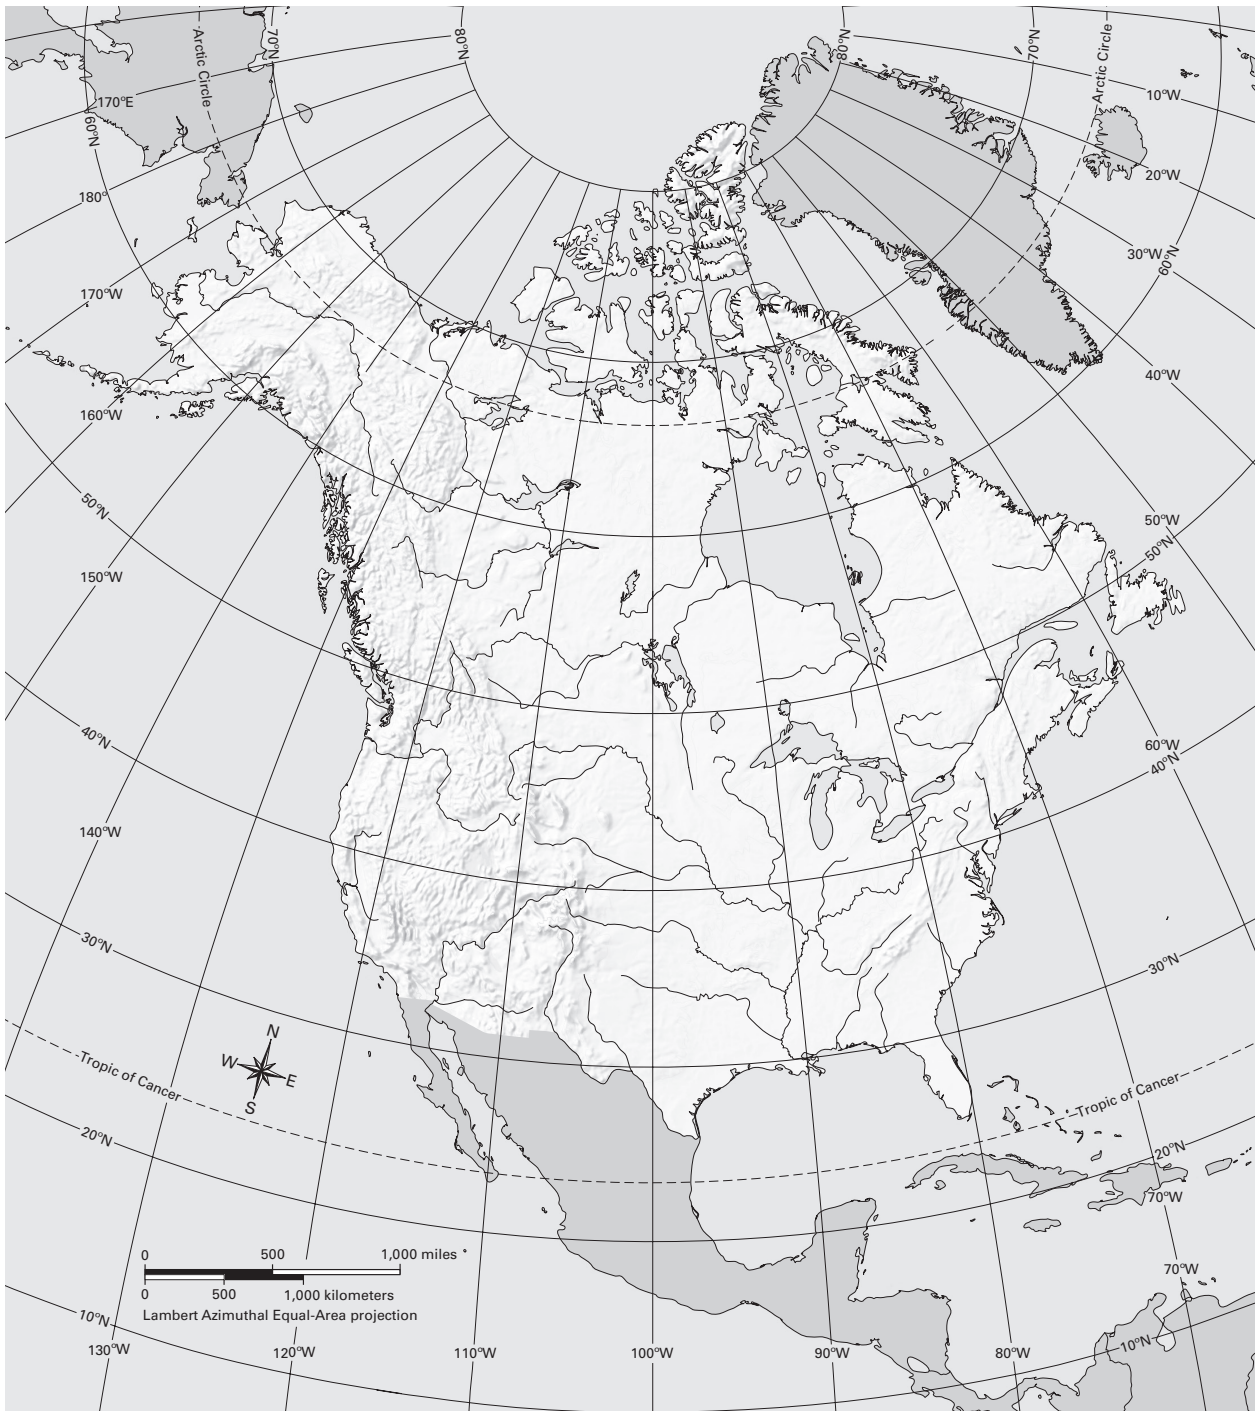 70°N
80°N
80°N
70°N
Arctic Circle
Arctic Circle
170°E
10°W
60°N
20°W
180°
30°W
60°N
170°W
40°W
160°W
50°N
50°W
50°N
150°W
40°N
60°W
40°N
140°W
30°N
30°N
N
W
E
S
Tropic of Cancer
Tropic of Cancer
20°N
20°N
70°W
0
500
1,000 miles
70°W
0
500
1,000 kilometers
Lambert Azimuthal Equal-Area projection
10°N
10°N
130°W
120°W
110°W
100°W
90°W
80°W